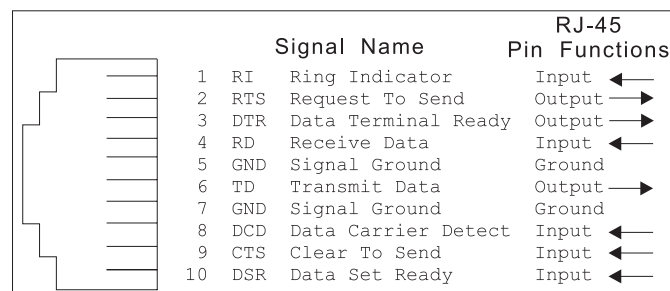 RJ-45
Signal Name Pin Functions
1 RI Ring Indicator Input
2 RTS Request To Send Output
3 DTR Data Terminal Ready Output
4 RD Receive Data Input
5 GND Signal Ground Ground
6 TD Transmit Data Output
7 GND Signal Ground Ground
8 DCD Data Carrier Detect Input
9 CTS Clear To Send Input
10 DSR Data Set Ready Input